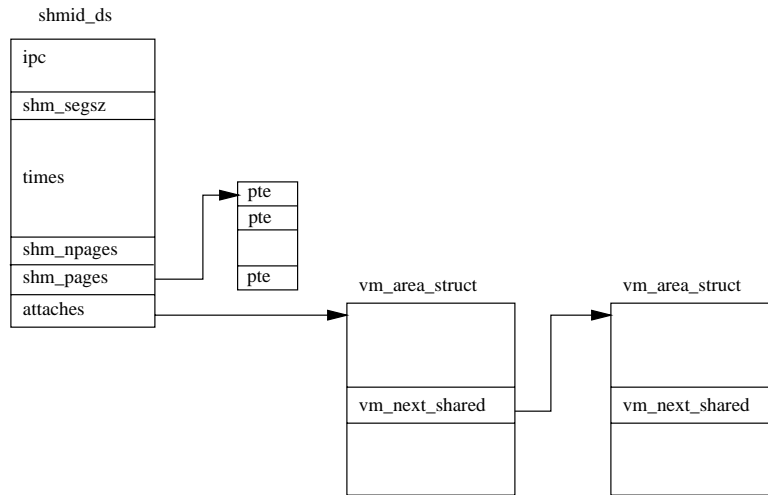 shmid_ds
ipc
shm_segsz
times
shm_npages
shm_pages
attaches
pte
pte
pte
vm_area_struct
vm_next_shared
vm_area_struct
vm_next_shared